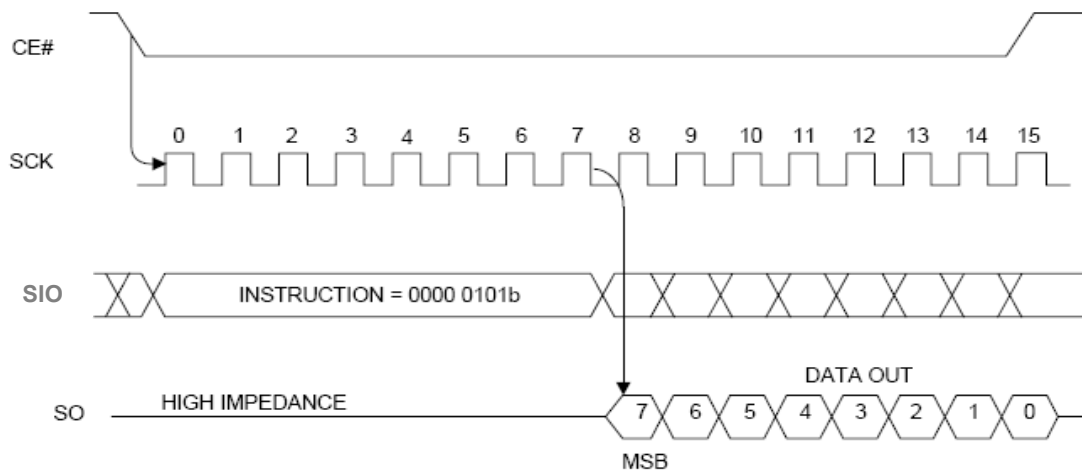 CE#
0 1 2 3 4 5 6 7 8 9 10 11 12 13 14 15
SCK
SIO
INSTRUCTION = 0000 0101b
DATA OUT
SO
HIGH IMPEDANCE
7 6 5 4 3 2 1 0
MSB